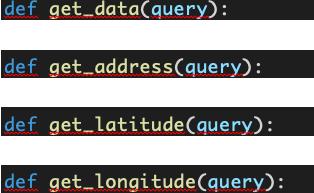 def get_data(query):
def get_address(query):
def get_latitude(query):
def get_longitude(query):